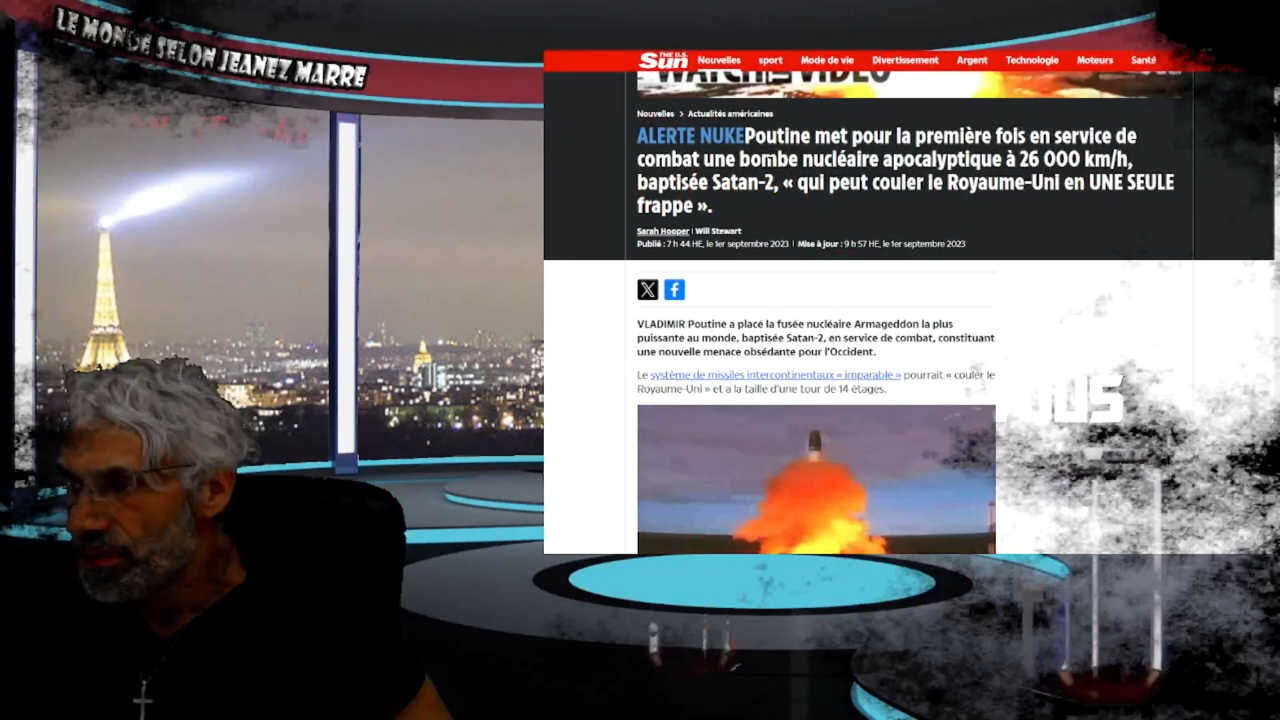 LE MONDE SELON JEANEZ MARRE
THE U.S. Sun Nouvelles sport Mode de vie Divertissement Argent Technologie Moteurs Santé
WATCH THE VIDEO
Nouvelles > Actualités américaines
ALERTE NUKEPoutine met pour la première fois en service de
combat une bombe nucléaire apocalyptique à 26 000 km/h,
baptisée Satan-2, « qui peut couler le Royaume-Uni en UNE SEULE
frappe ».
Sarah Hooper | Will Stewart
Publié : 7 h 44 HE, le 1er septembre 2023 | Mise à jour : 9 h 57 HE, le 1er septembre 2023
VLADIMIR Poutine a placé la fusée nucléaire Armageddon la plus
puissante au monde, baptisée Satan-2, en service de combat, constituant
une nouvelle menace obsédante pour l'Occident.
Le système de missiles intercontinentaux « imparable » pourrait « couler le
Royaume-Uni » et a la taille d'une tour de 14 étages.